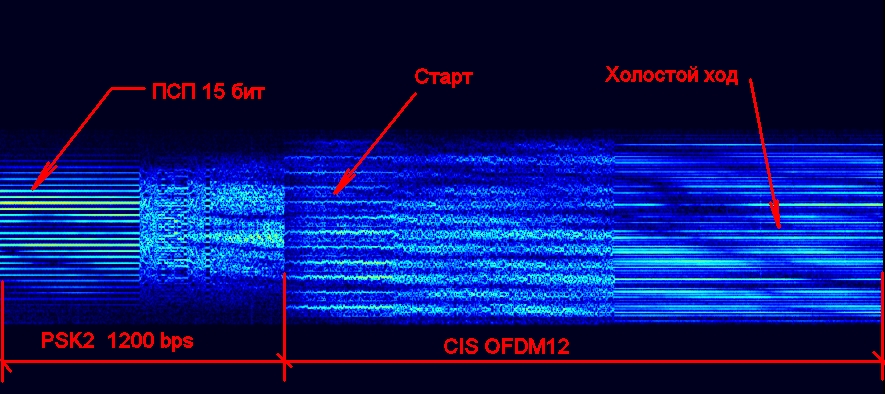 ПСП 15 бит
Старт
Холостой ход
PSK2 1200 bps
CIS OFDM12